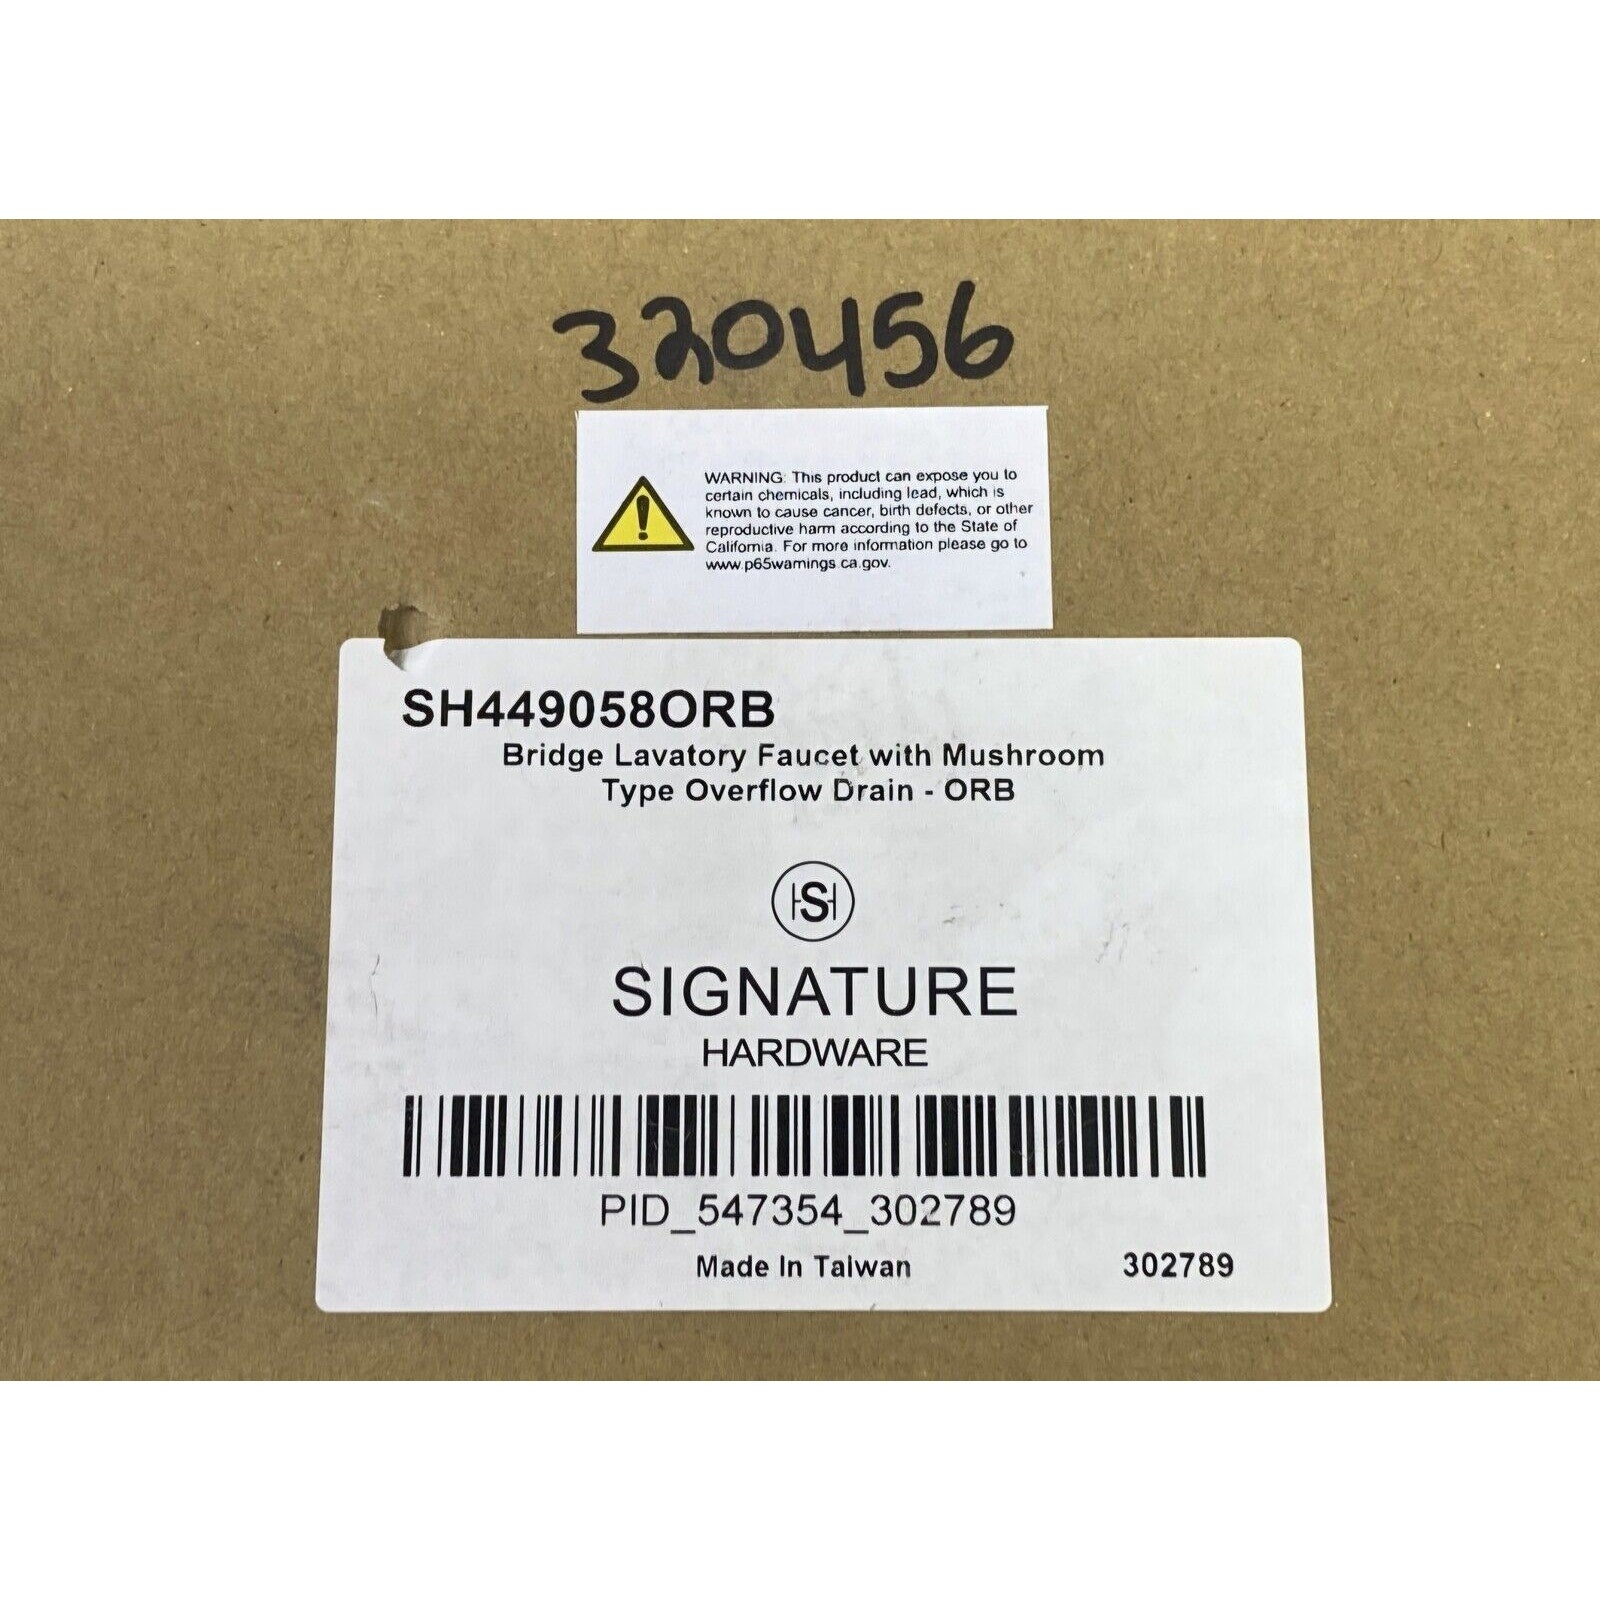 320456
WARNING: This product can expose you to
certain chemicals, including lead, which is
known to cause cancer, birth defects, or other
reproductive harm according to the State of
California. For more information please go to
www.p65warnings.ca.gov.
SH449058ORB
Bridge Lavatory Faucet with Mushroom
Type Overflow Drain - ORB
HSH
SIGNATURE
HARDWARE
PID_547354_302789
Made In Taiwan 302789